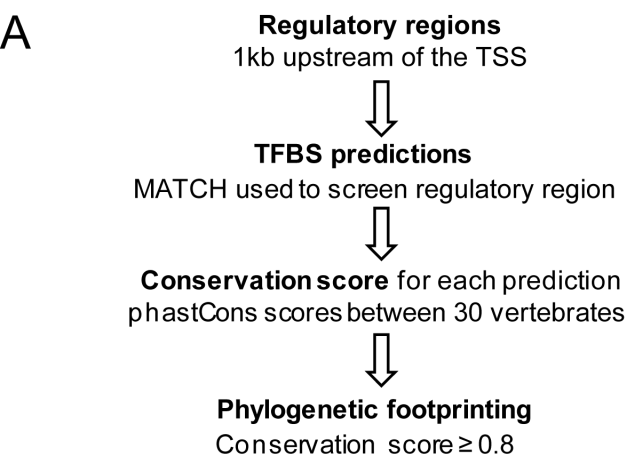 A
Regulatory regions
1kb upstream of the TSS
TFBS predictions
MATCH used to screen regulatory region
Conservation score for each prediction
phastCons scores between 30 vertebrates
Phylogenetic footprinting
Conservation score ≥ 0.8